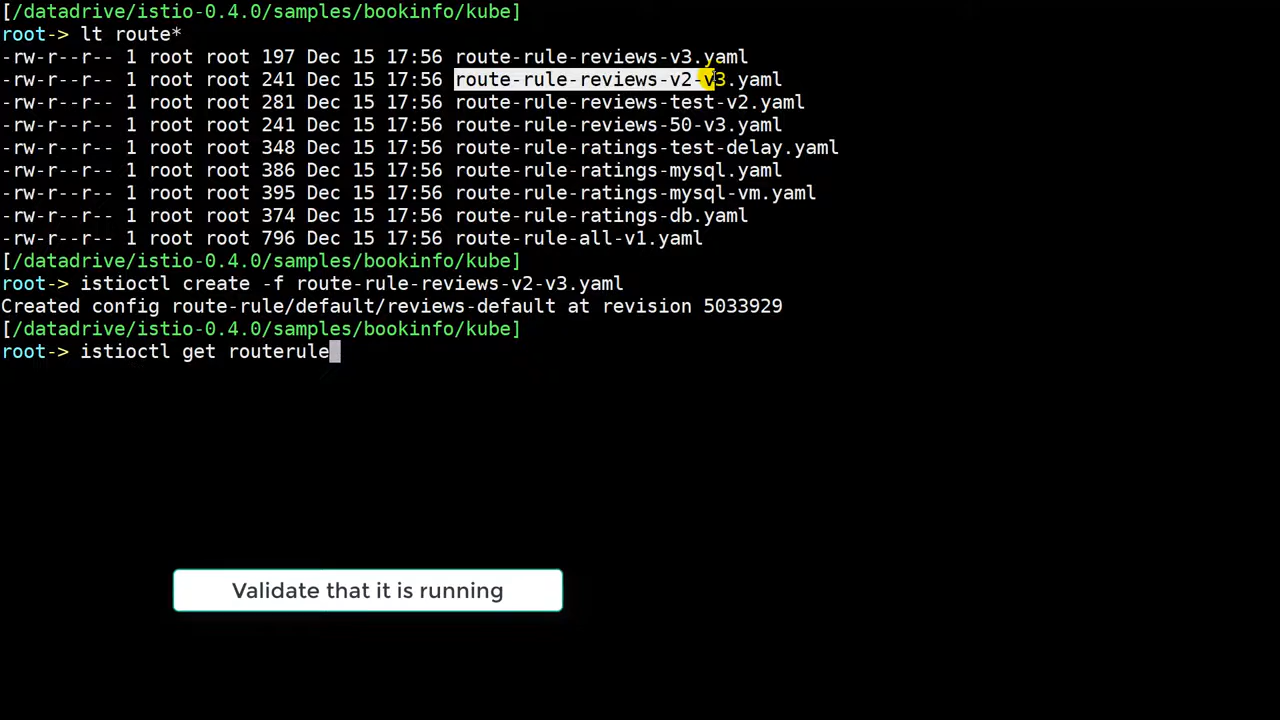 [/datadrive/istio-0.4.0/samples/bookinfo/kube]
root-> lt route*
-rw-r--r-- 1 root root 197 Dec 15 17:56 route-rule-reviews-v3.yaml
-rw-r--r-- 1 root root 241 Dec 15 17:56 route-rule-reviews-v2-v3.yaml
-rw-r--r-- 1 root root 281 Dec 15 17:56 route-rule-reviews-test-v2.yaml
-rw-r--r-- 1 root root 241 Dec 15 17:56 route-rule-reviews-50-v3.yaml
-rw-r--r-- 1 root root 348 Dec 15 17:56 route-rule-ratings-test-delay.yaml
-rw-r--r-- 1 root root 386 Dec 15 17:56 route-rule-ratings-mysql.yaml
-rw-r--r-- 1 root root 395 Dec 15 17:56 route-rule-ratings-mysql-vm.yaml
-rw-r--r-- 1 root root 374 Dec 15 17:56 route-rule-ratings-db.yaml
-rw-r--r-- 1 root root 796 Dec 15 17:56 route-rule-all-v1.yaml
[/datadrive/istio-0.4.0/samples/bookinfo/kube]
root-> istioctl create -f route-rule-reviews-v2-v3.yaml
Created config route-rule/default/reviews-default at revision 5033929
[/datadrive/istio-0.4.0/samples/bookinfo/kube]
root-> istioctl get routerule
Validate that it is running